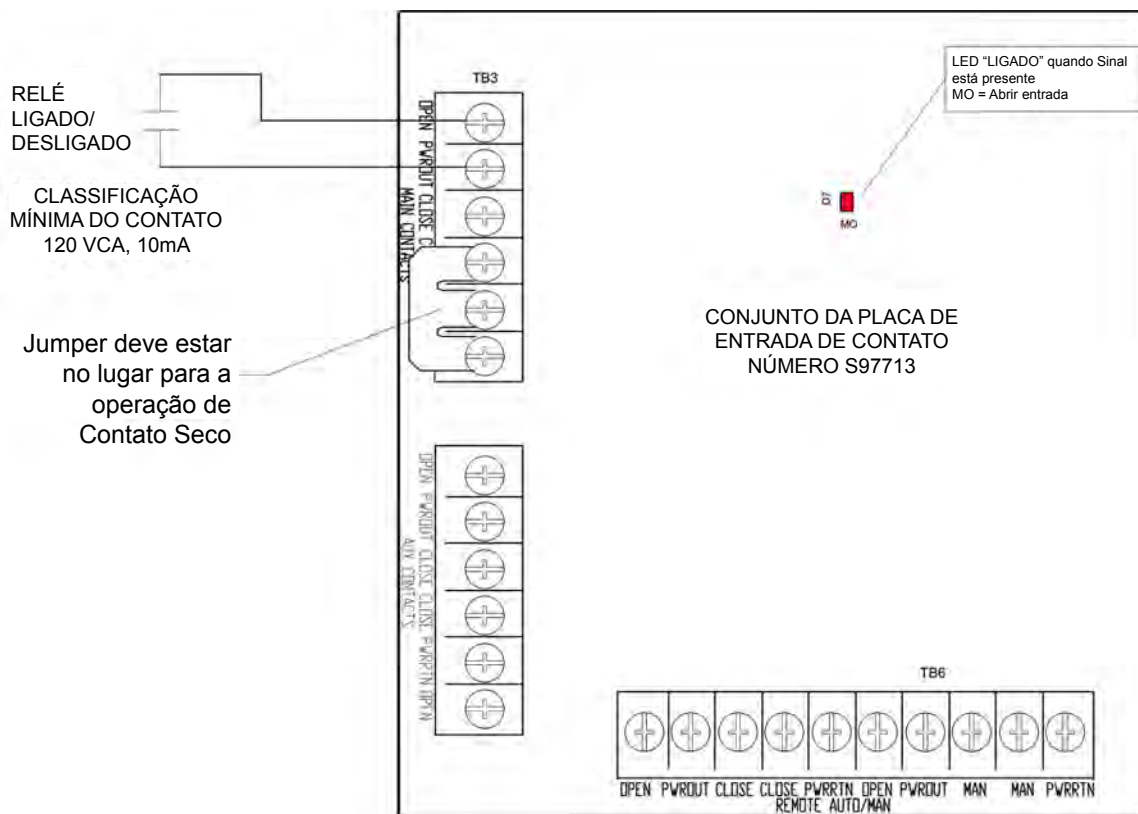 TB3
LED “LIGADO” quando Sinal
está presente
MO = Abrir entrada
RELÉ
LIGADO/
DESLIGADO
OPEN PWROUT CLOSE
MAIN CONTACTS
D7
MO
CLASSIFICAÇÃO
MÍNIMA DO CONTATO
120 VCA, 10mA
CONJUNTO DA PLACA DE
ENTRADA DE CONTATO
NÚMERO S97713
Jumper deve estar
no lugar para a
operação de
Contato Seco
OPEN PWROUT CLOSE CLOSE PWRRTN OPEN
AUX CONTACTS
TB6
OPEN PWROUT CLOSE CLOSE PWRRTN OPEN PWROUT MAN MAN PWRRTN
REMOTE AUTO/MAN